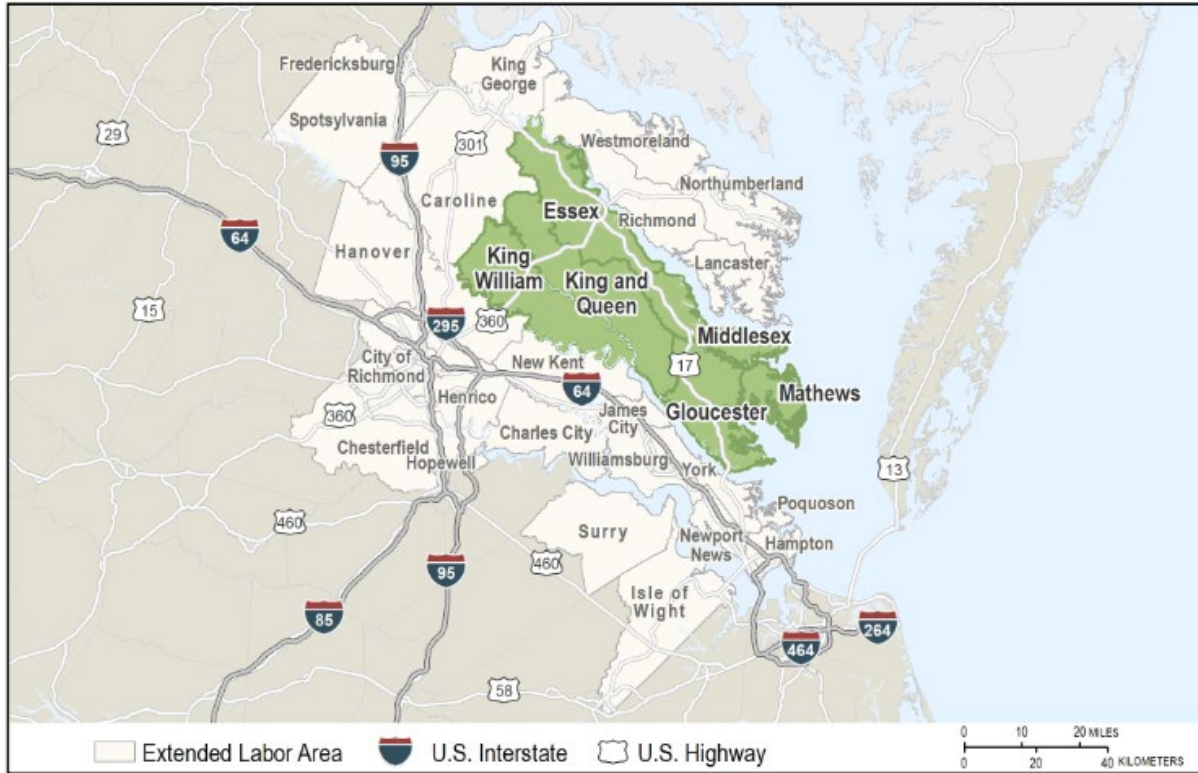 Fredericksburg
King
George
Spotsylvania
29
95
301
Westmoreland
Northumberland
Caroline
Essex
Richmond
64
Hanover
King
William
Lancaster
King and
Queen
15
295
360
Middlesex
City of
Richmond
New Kent
17
64
Mathews
Henrico
James
City
Gloucester
360
Charles City
Chesterfield
Williamsburg
Hopewell
York
13
Poquoson
460
Surry
Newport
News
Hampton
460
95
Isle of
Wight
85
264
464
58
Extended Labor Area
U.S. Interstate
U.S. Highway
0 10 20 MILES
0 20 40 KILOMETERS